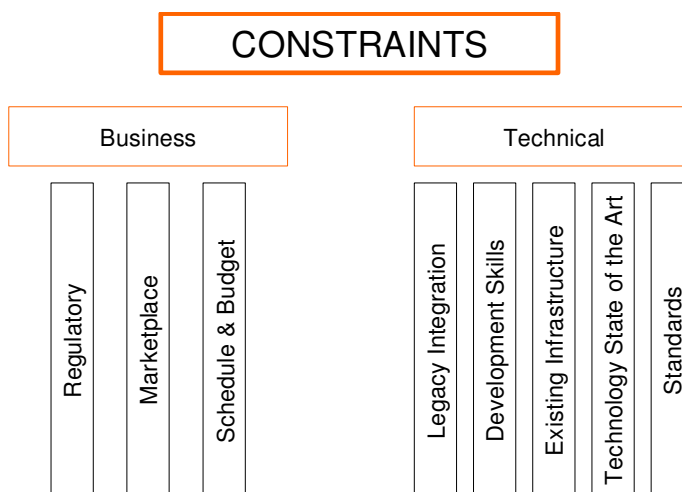 CONSTRAINTS
Business
Technical
Regulatory
Marketplace
Schedule & Budget
Legacy Integration
Development Skills
Existing Infrastructure
Technology State of the Art
Standards